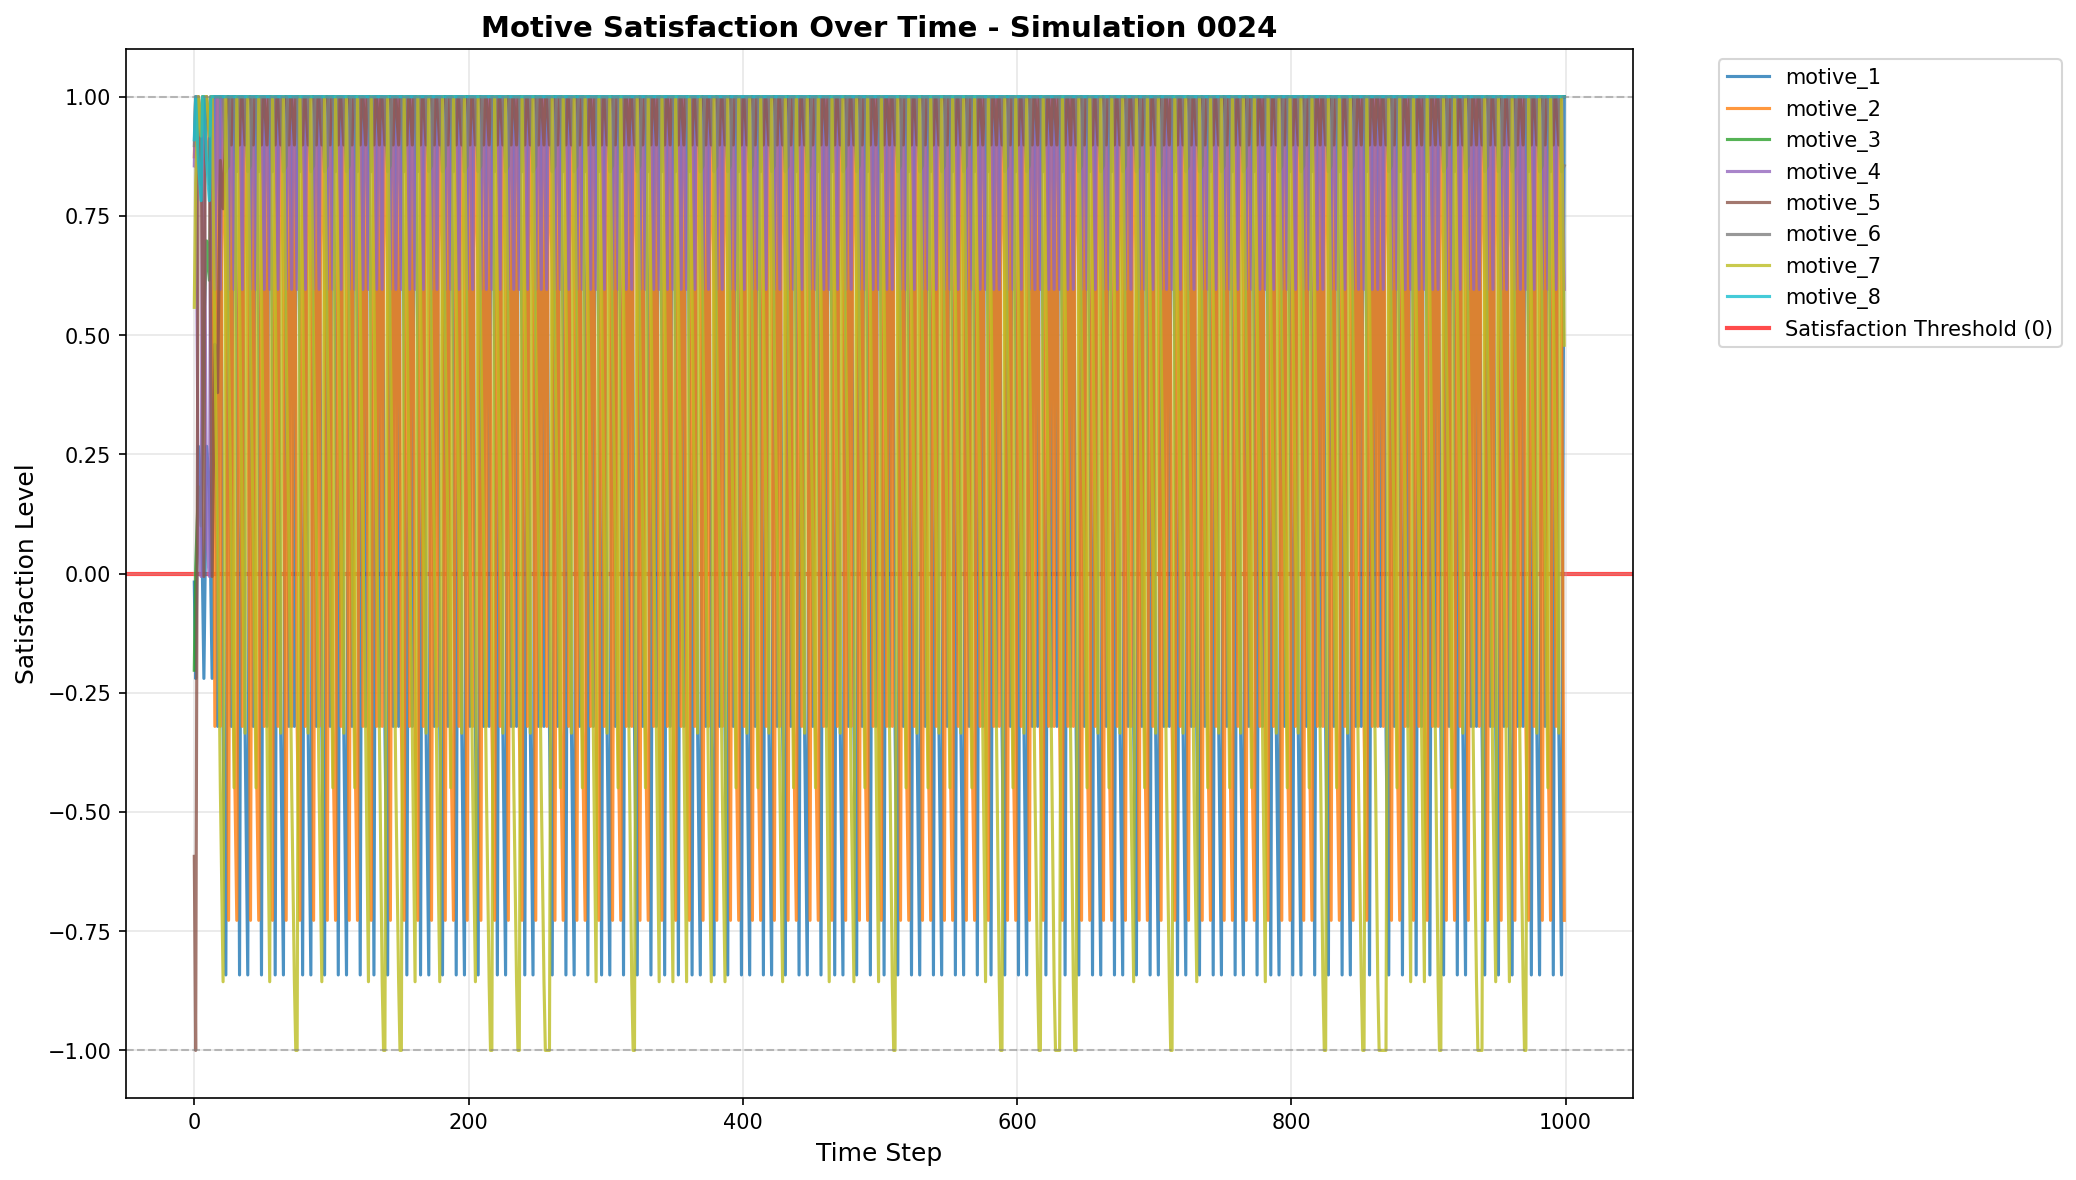 Motive Satisfaction Over Time - Simulation 0024
1.00
0.75
0.50
0.25
0.00
−0.25
−0.50
−0.75
−1.00
Satisfaction Level
0
200
400
600
800
1000
Time Step
motive_1
motive_2
motive_3
motive_4
motive_5
motive_6
motive_7
motive_8
Satisfaction Threshold (0)